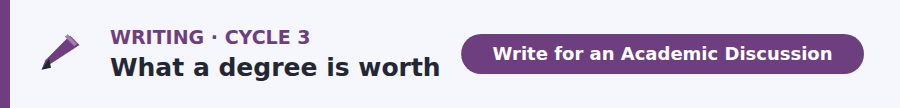 WRITING · CYCLE 3
What a degree is worth
Write for an Academic Discussion